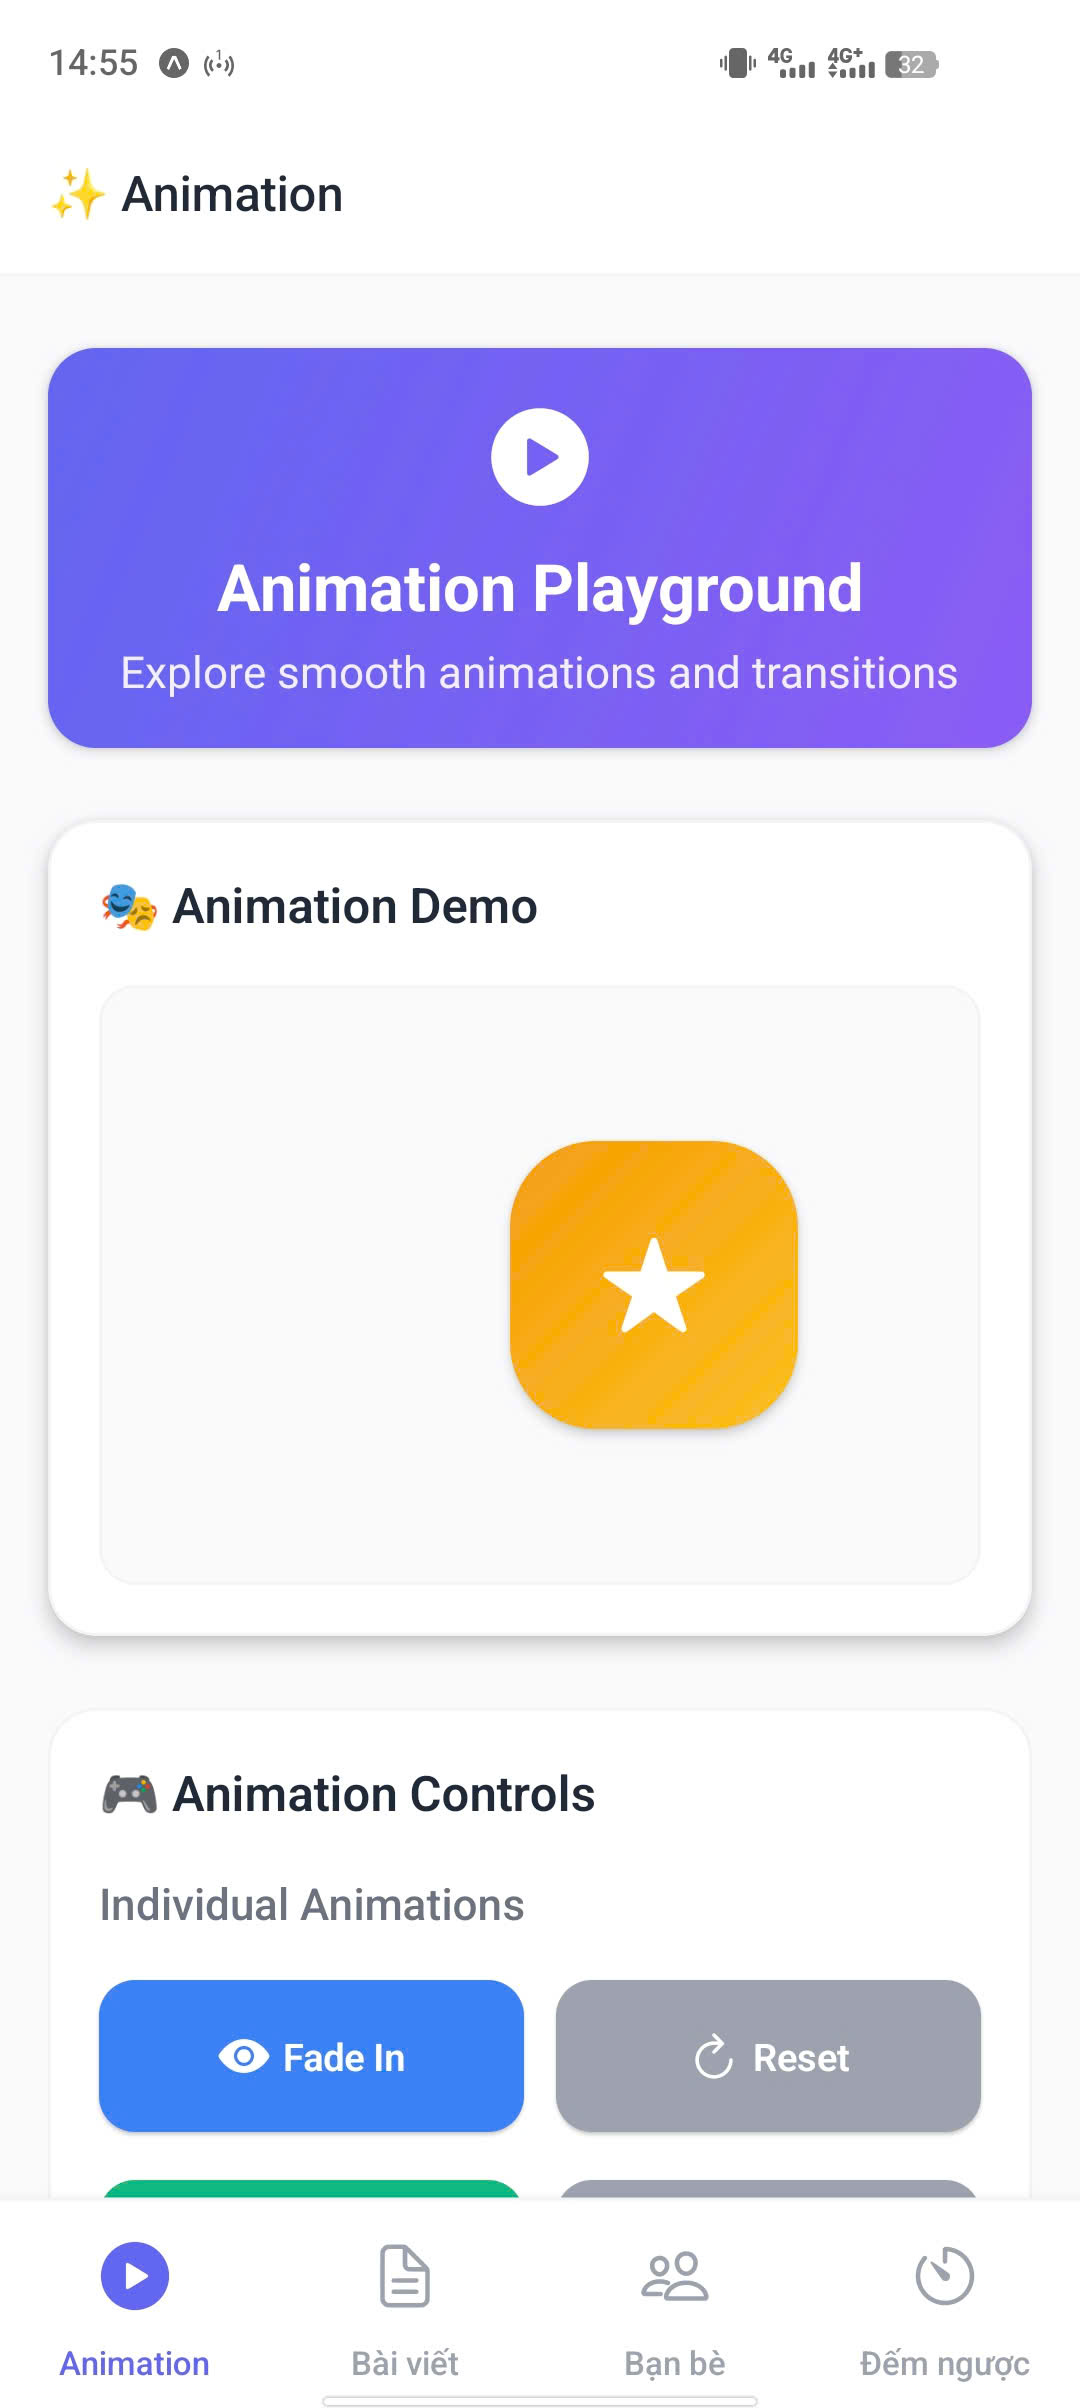 14:55 1 4G 4G+ 32
✨ Animation
Animation Playground
Explore smooth animations and transitions
🎭 Animation Demo
🎮 Animation Controls
Individual Animations
Fade In Reset
Animation Bài viết Bạn bè Đếm ngược